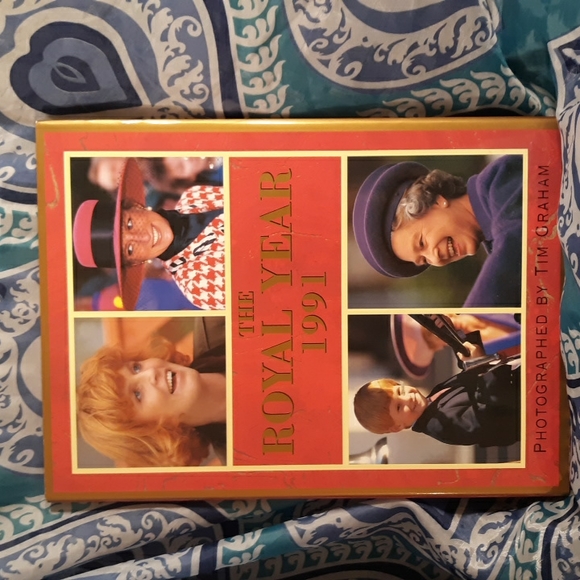 THE
ROYAL YEAR
1991
PHOTOGRAPHED BY TIM GRAHAM